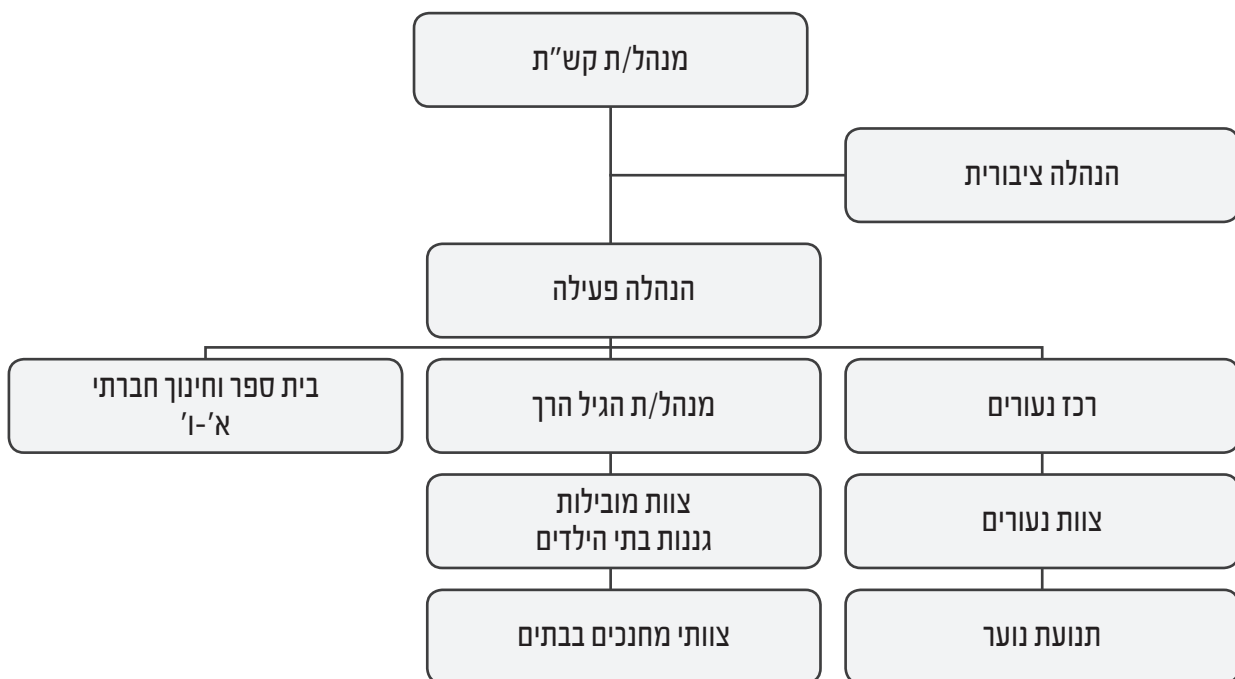 מנהל/ת קש"ת
הנהלה ציבורית
הנהלה פעילה
רכז נעורים
מנהל/ת הגיל הרך
בית ספר וחינוך חברתי
א'-ו'
צוות נעורים
צוות מובילות
גננות בתי הילדים
תנועת נוער
צוותי מחנכים בבתים